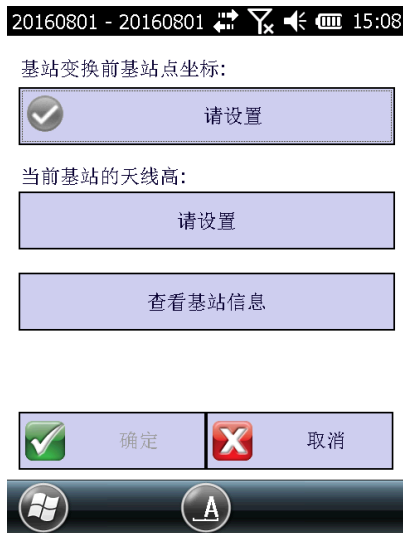 20160801 - 20160801 15:08
基站变换前基站点坐标:
请设置
当前基站的天线高:
请设置
查看基站信息
确定 取消
A